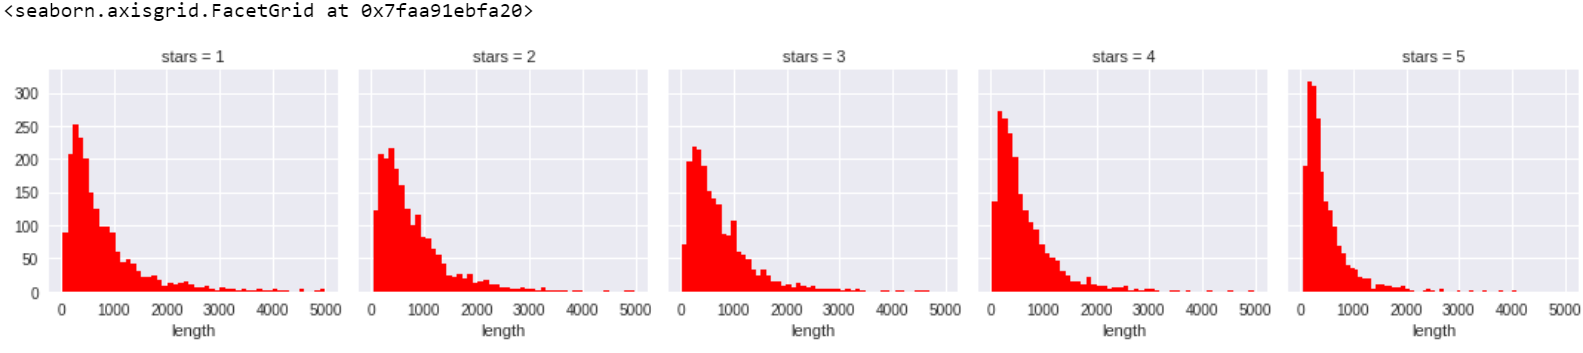 <seaborn.axisgrid.FacetGrid at 0x7faa91ebfa20>
stars = 1 stars = 2 stars = 3 stars = 4 stars = 5
300
250
200
150
100
50
0
0 1000 2000 3000 4000 5000 0 1000 2000 3000 4000 5000 0 1000 2000 3000 4000 5000 0 1000 2000 3000 4000 5000 0 1000 2000 3000 4000 5000
length length length length length